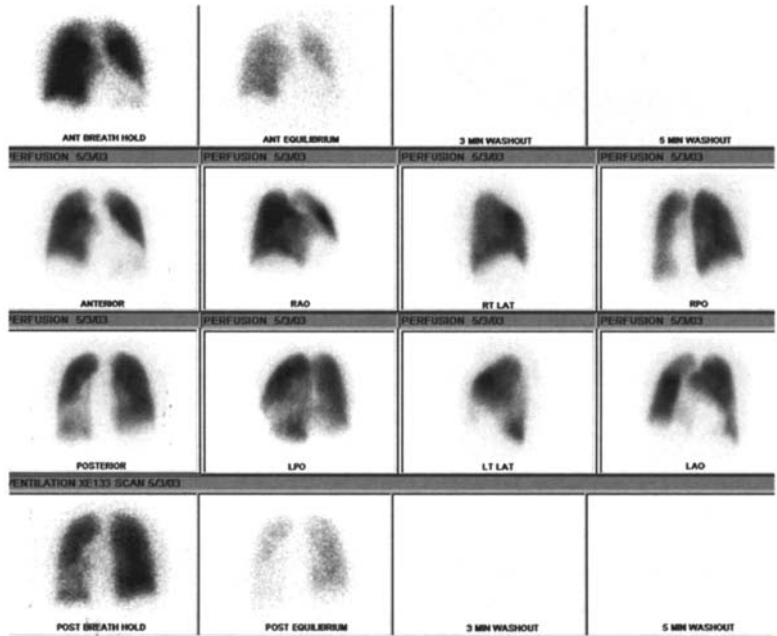 ANT BREATH HOLD
ANT EQUILIBRIUM
3 MIN WASHOUT
5 MIN WASHOUT
PERFUSION 5/3/03
PERFUSION 5/3/03
PERFUSION 5/3/03
PERFUSION 5/3/03
ANTERIOR
RAO
RT LAT
RPO
PERFUSION 5/3/03
PERFUSION 5/3/03
PERFUSION 5/3/03
PERFUSION 5/3/03
POSTERIOR
LPO
LT LAT
LAO
VENTILATION XE133 SCAN 5/3/03
POST BREATH HOLD
POST EQUILIBRIUM
3 MIN WASHOUT
5 MIN WASHOUT